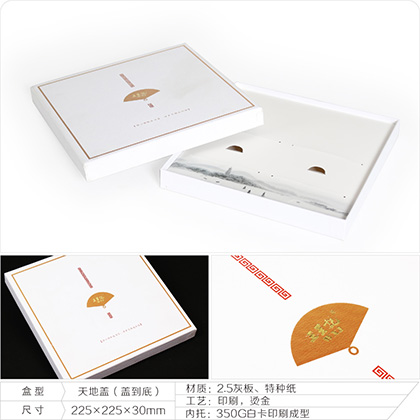 盒型 天地盖（盖到底）
尺寸 225×225×30mm
材质：2.5灰板、特种纸
工艺：印刷，烫金
内托：350G白卡印刷成型